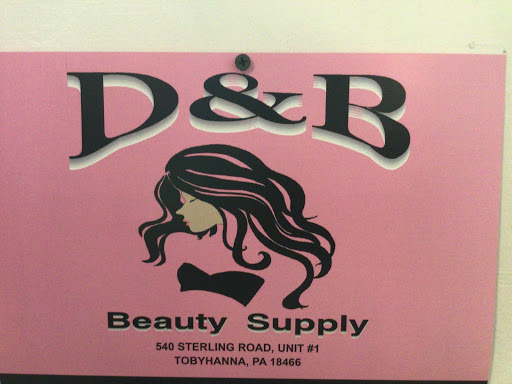 D&B
Beauty Supply
540 STERLING ROAD, UNIT #1
TOBYHANNA, PA 18466